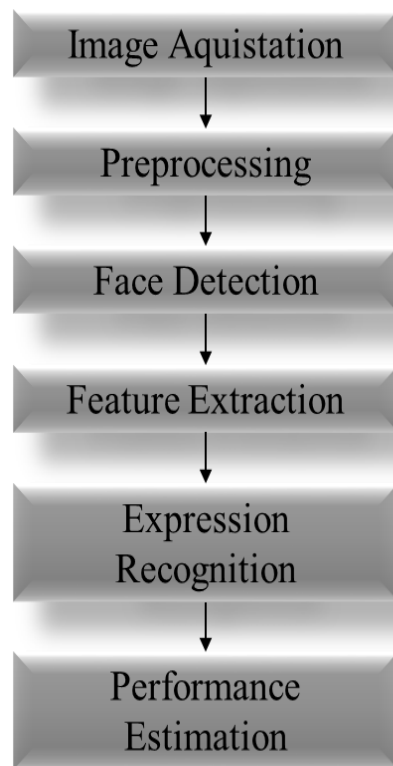 Image Aquistation
Preprocessing
Face Detection
Feature Extraction
Expression
Recognition
Performance
Estimation